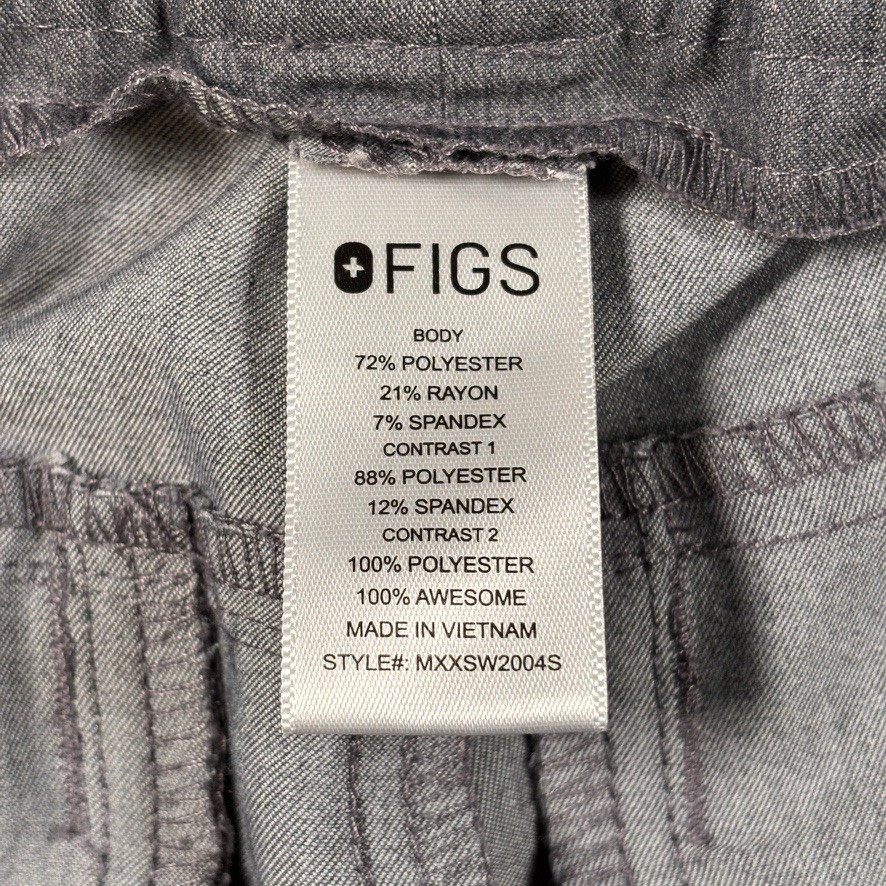 FIGS
BODY
72% POLYESTER
21% RAYON
7% SPANDEX
CONTRAST 1
88% POLYESTER
12% SPANDEX
CONTRAST 2
100% POLYESTER
100% AWESOME
MADE IN VIETNAM
STYLE#: MXXSW2004S